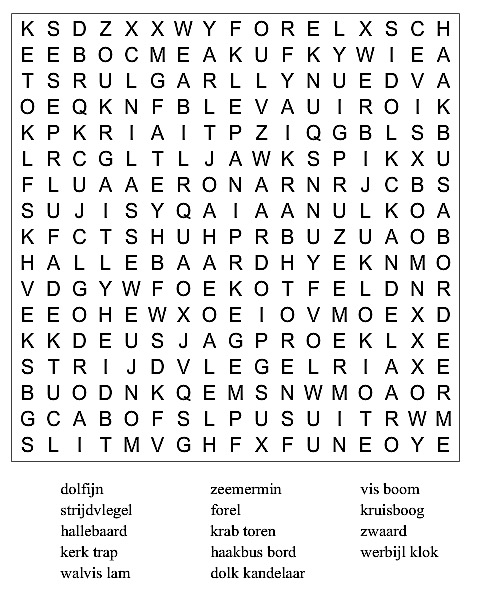 K S D Z X X W Y F O R E L X S C H
E E B O C M E A K U F K Y W I E A
T S R U L G A R L L Y N U E D V A
O E Q K N F B L E V A U I R O I K
K P K R I A I T P Z I Q G B L S B
L R C G L T L J A W K S P I K X U
F L U A A E R O N A R N R J C B S
S U J I S Y Q A I A A N U L K O A
K F C T S H U H P R B U Z U A O B
H A L L E B A A R D H Y E K N M O
V D G Y W F O E K O T F E L D N R
E E O H E W X O E I O V M O E X D
K K D E U S J A G P R O E K L X E
S T R I J D V L E G E L R I A X E
B U O D N K Q E M S N W M O A O R
G C A B O F S L P U S U I T R W M
S L I T M V G H F X F U N E O Y E
dolfijn zeemermin vis boom
strijdvlegel forel kruisboog
hallebaard krab toren zwaard
kerk trap haakbus bord werbijl klok
walvis lam dolk kandelaar